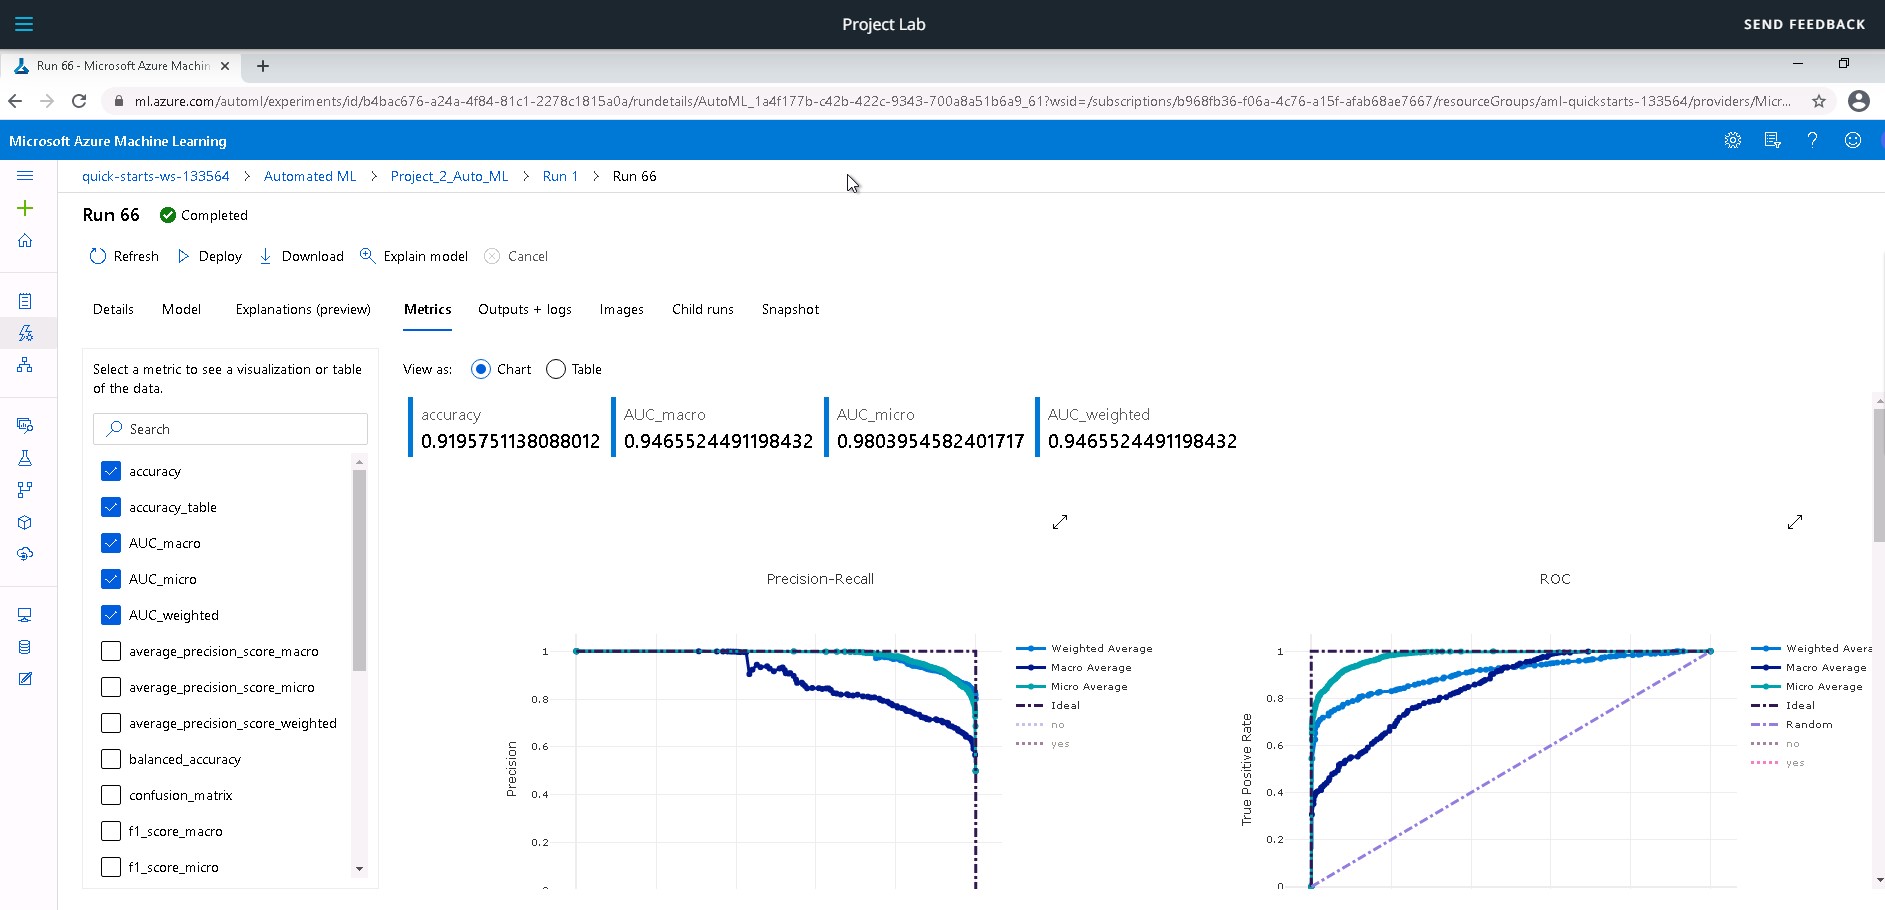 Project Lab
SEND FEEDBACK
Run 66 - Microsoft Azure Machin
ml.azure.com/automl/experiments/id/b4bac676-a24a-4f84-81c1-2278c1815a0a/rundetails/AutoML_1a4f177b-c42b-422c-9343-700a8a51b6a9_61?wsid=/subscriptions/b968fb36-f06a-4c76-a15f-afab68ae7667/resourceGroups/aml-quickstarts-133564/providers/Micr...
Microsoft Azure Machine Learning
quick-starts-ws-133564 > Automated ML > Project_2_Auto_ML > Run 1 > Run 66
Run 66 Completed
Refresh Deploy Download Explain model Cancel
Details Model Explanations (preview) Metrics Outputs + logs Images Child runs Snapshot
Select a metric to see a visualization or table
of the data.
Search
accuracy
accuracy_table
AUC_macro
AUC_micro
AUC_weighted
average_precision_score_macro
average_precision_score_micro
average_precision_score_weighted
balanced_accuracy
confusion_matrix
f1_score_macro
f1_score_micro
View as: Chart Table
accuracy AUC_macro AUC_micro AUC_weighted
0.9195751138088012 0.9465524491198432 0.9803954582401717 0.9465524491198432
Precision-Recall
Precision
1
0.8
0.6
0.4
0.2
0
Weighted Average
Macro Average
Micro Average
Ideal
no
yes
ROC
True Positive Rate
1
0.8
0.6
0.4
0.2
0
Weighted Avera
Macro Average
Micro Average
Ideal
Random
no
yes